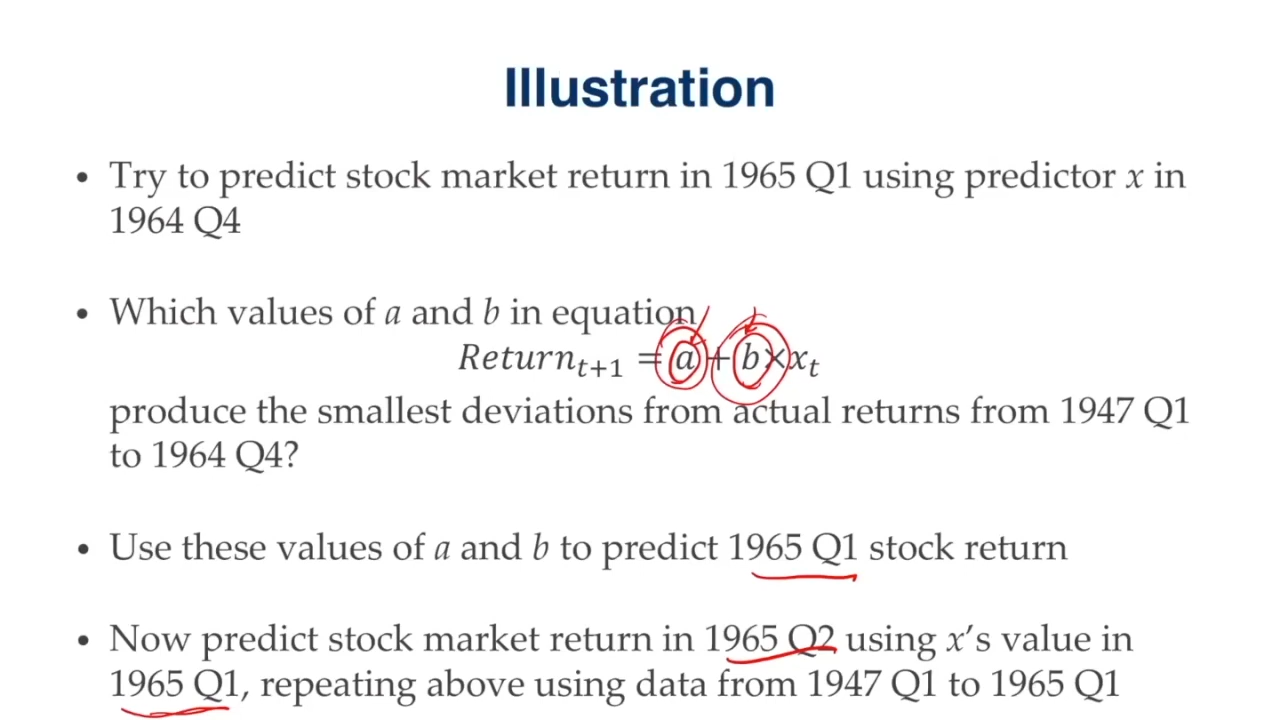 Illustration
• Try to predict stock market return in 1965 Q1 using predictor x in
1964 Q4
• Which values of a and b in equation
Return_{t+1} = a + b × x_t
produce the smallest deviations from actual returns from 1947 Q1
to 1964 Q4?
• Use these values of a and b to predict 1965 Q1 stock return
• Now predict stock market return in 1965 Q2 using x’s value in
1965 Q1, repeating above using data from 1947 Q1 to 1965 Q1